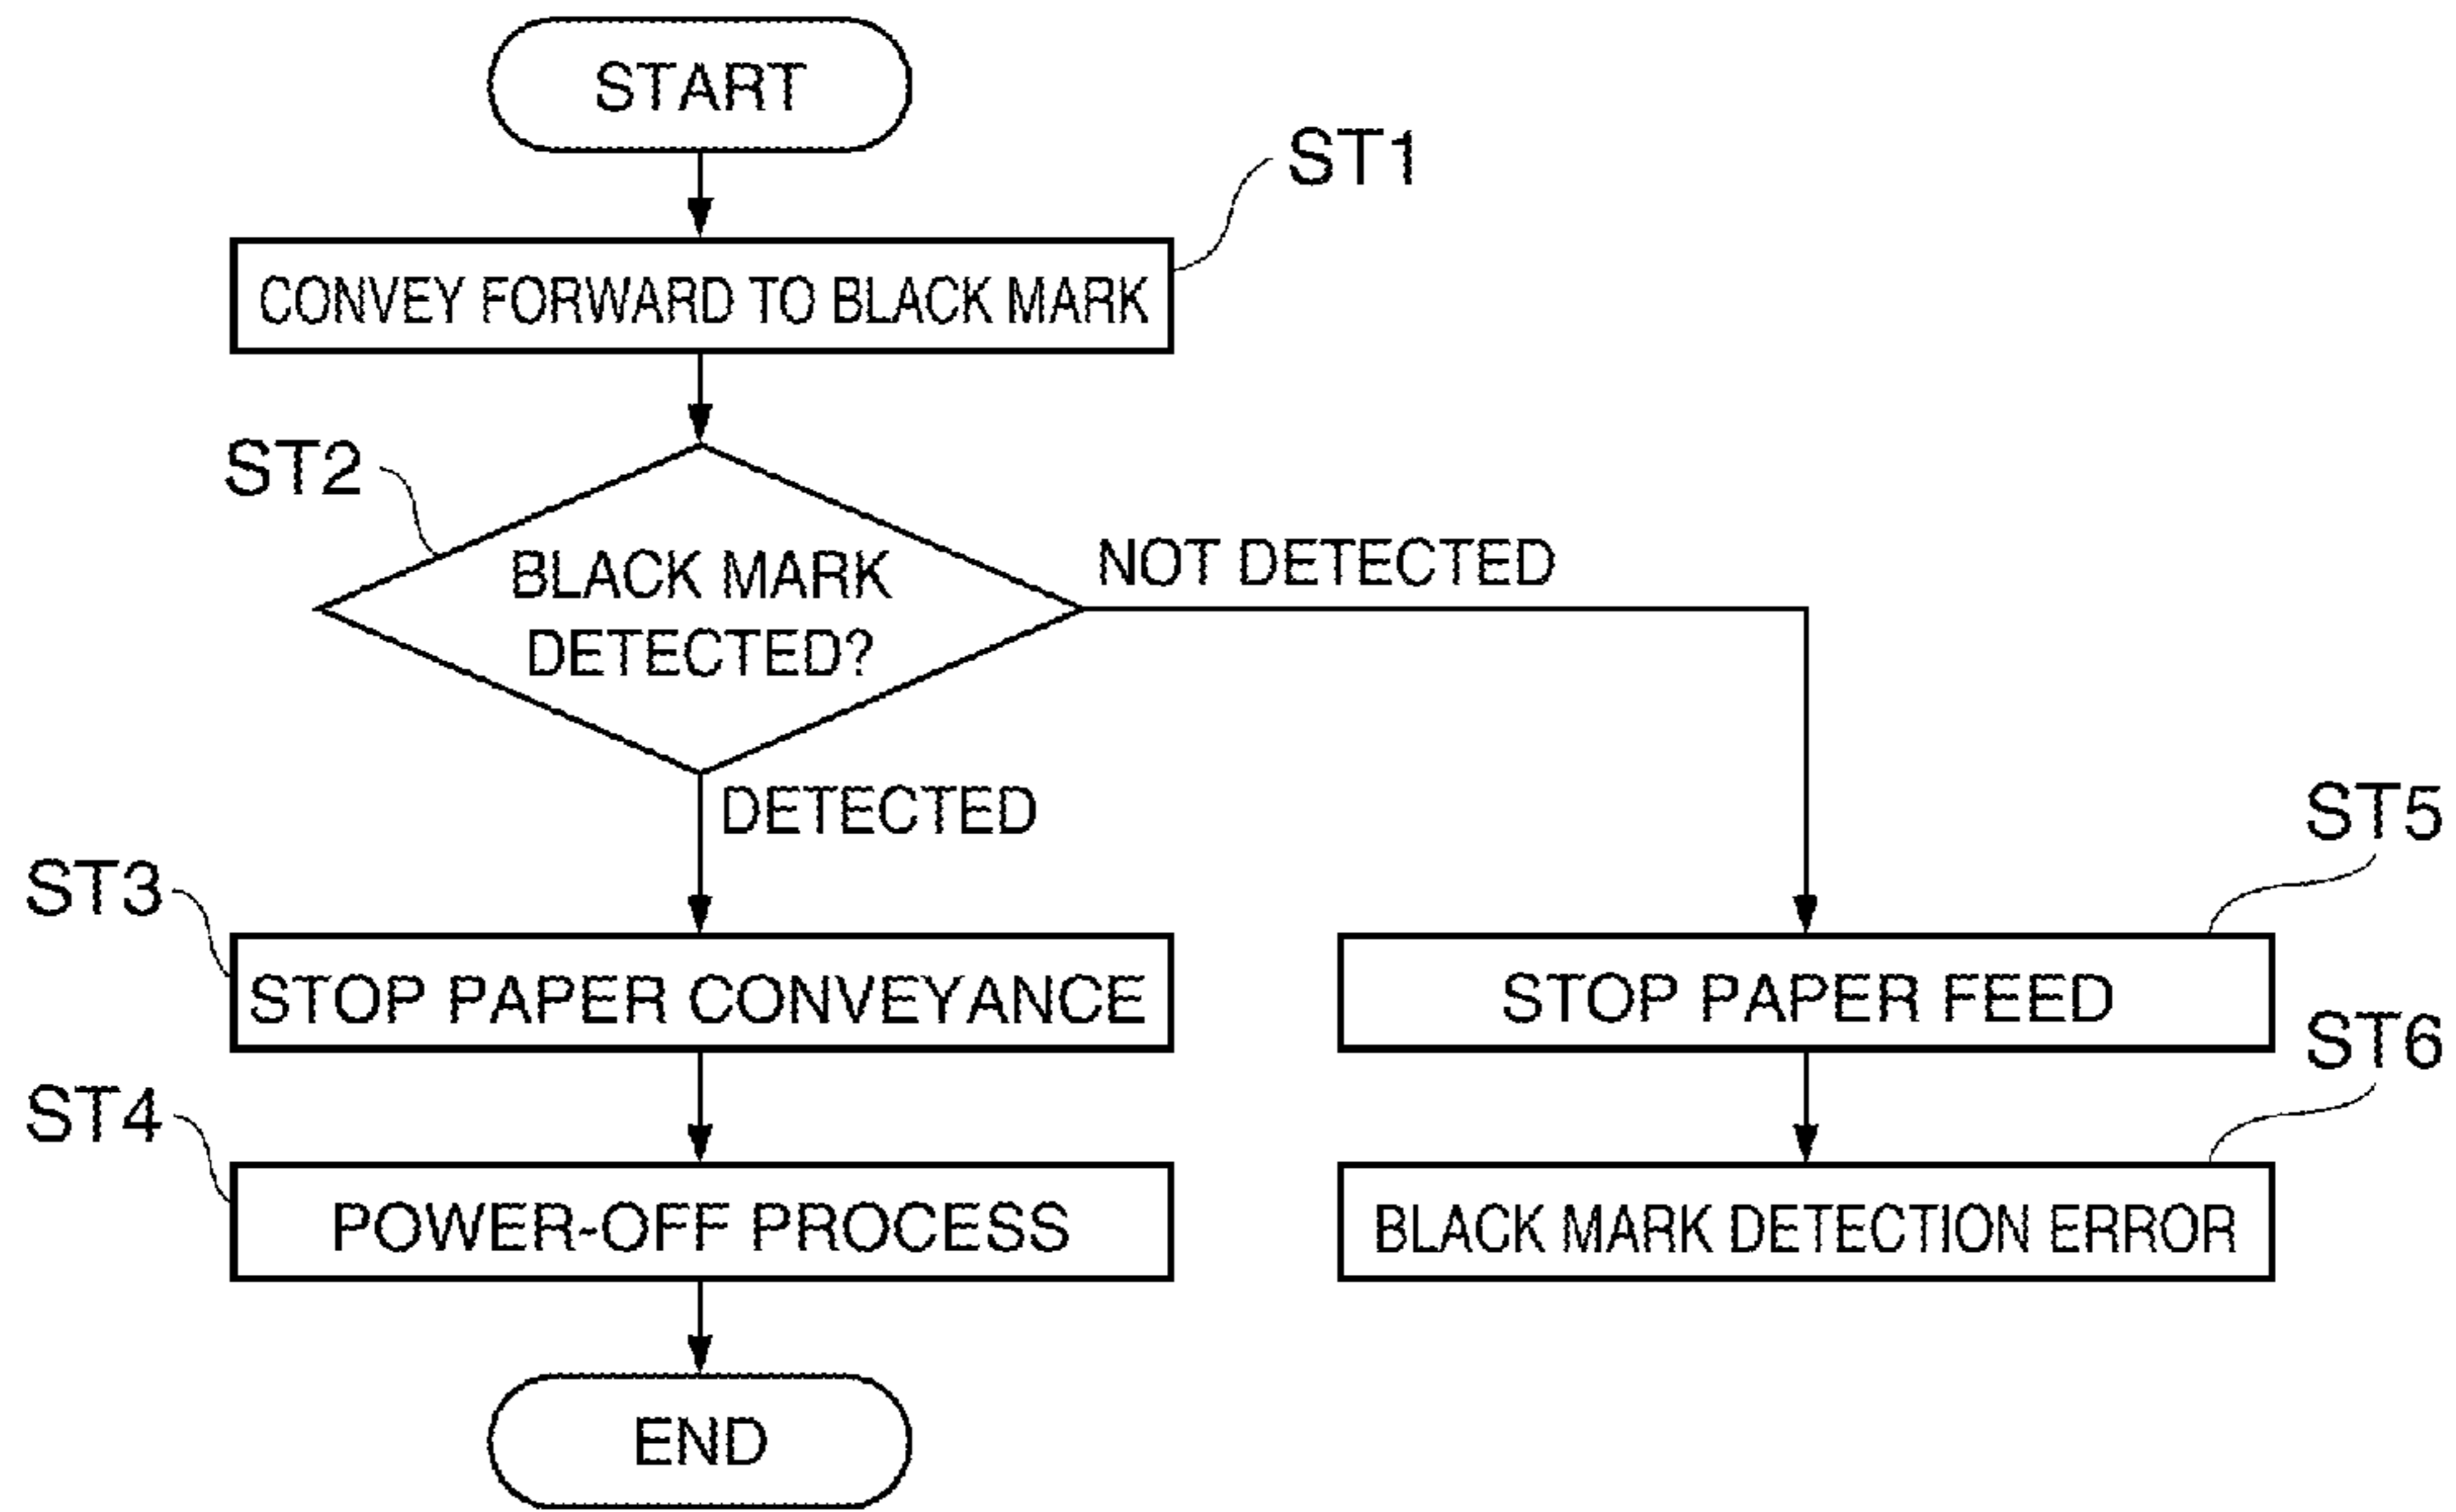 START
ST1
CONVEY FORWARD TO BLACK MARK
ST2
BLACK MARK
DETECTED?
NOT DETECTED
DETECTED
ST3
STOP PAPER CONVEYANCE
ST4
POWER-OFF PROCESS
END
ST5
STOP PAPER FEED
ST6
BLACK MARK DETECTION ERROR